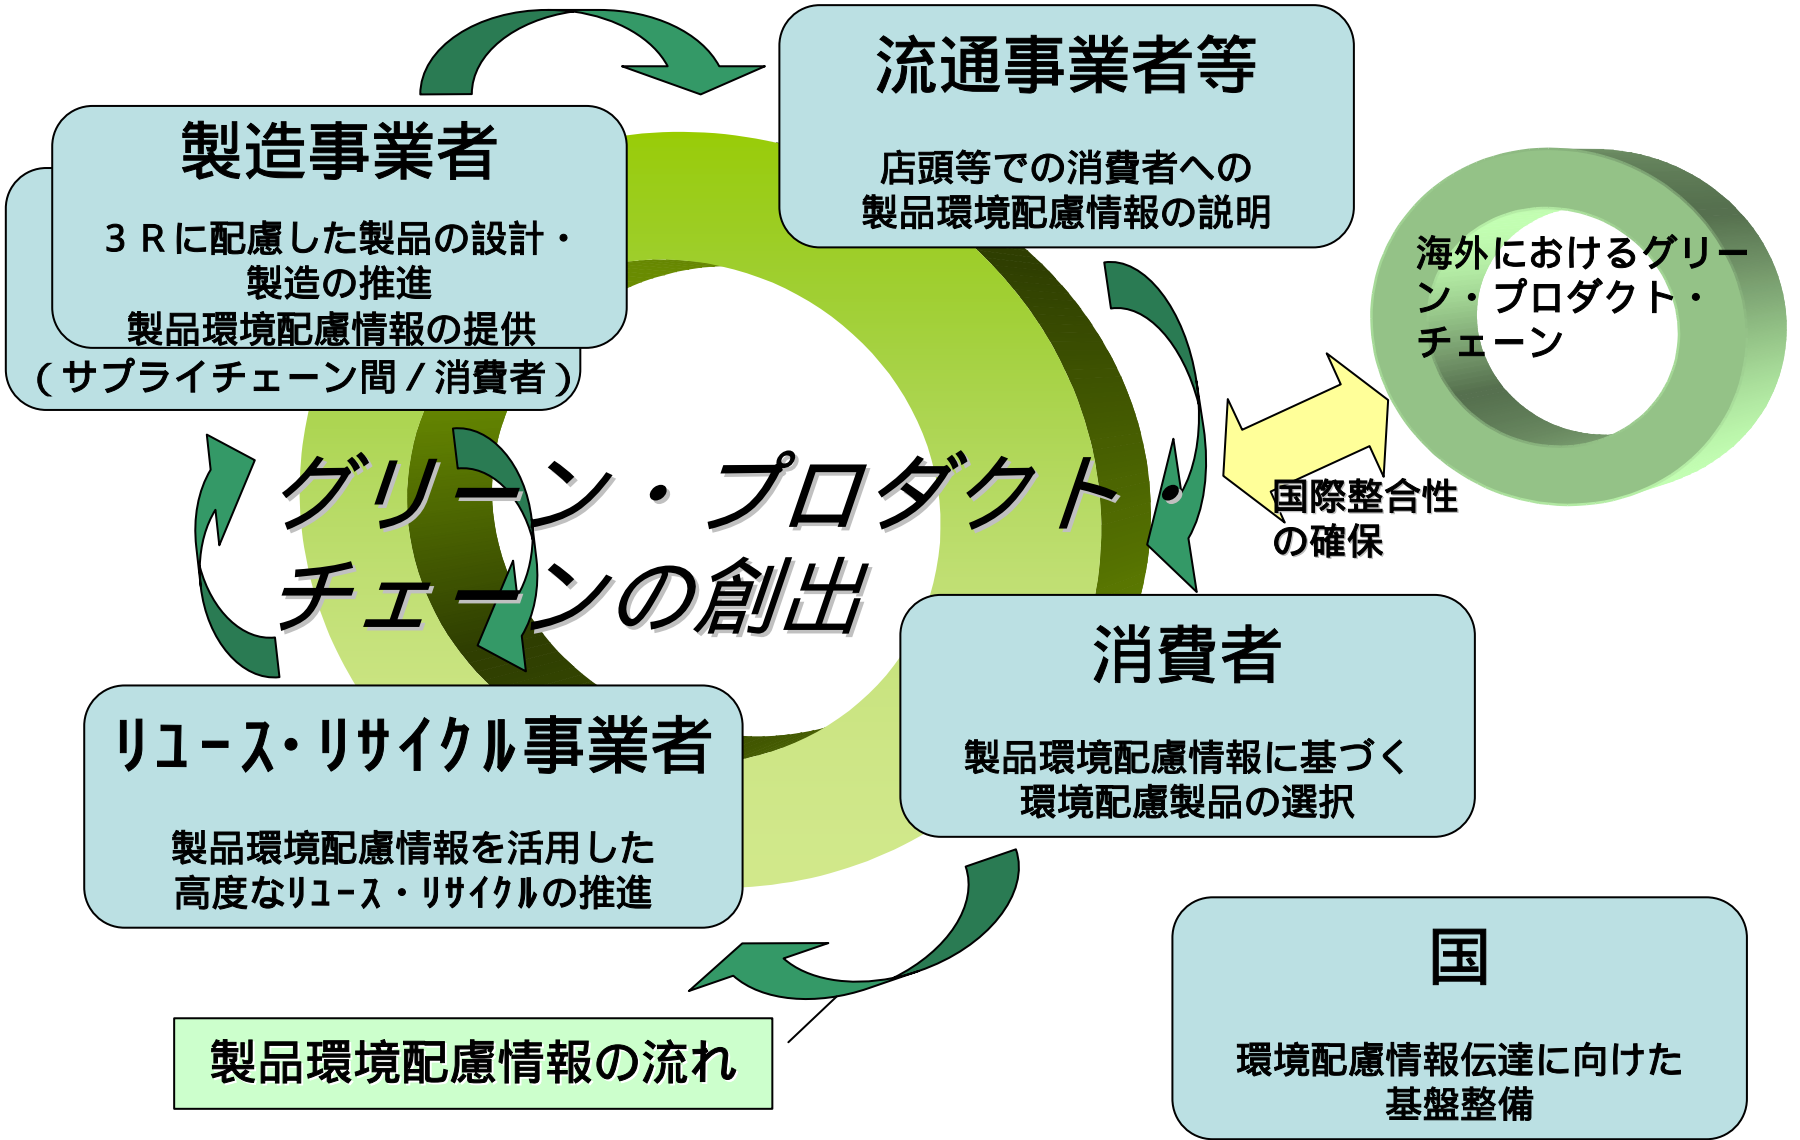 流通事業者等
店頭等での消費者への
製品環境配慮情報の説明
製造事業者
３Ｒに配慮した製品の設計・
製造の推進
製品環境配慮情報の提供
（サプライチェーン間／消費者）
海外におけるグリー
ン・プロダクト・
チェーン
グリーン・プロダクト・
チェーンの創出
国際整合性
の確保
消費者
製品環境配慮情報に基づく
環境配慮製品の選択
ﾘﾕｰｽ･ﾘｻｲｸﾙ事業者
製品環境配慮情報を活用した
高度なﾘﾕｰｽ・ﾘｻｲｸﾙの推進
国
環境配慮情報伝達に向けた
基盤整備
製品環境配慮情報の流れ